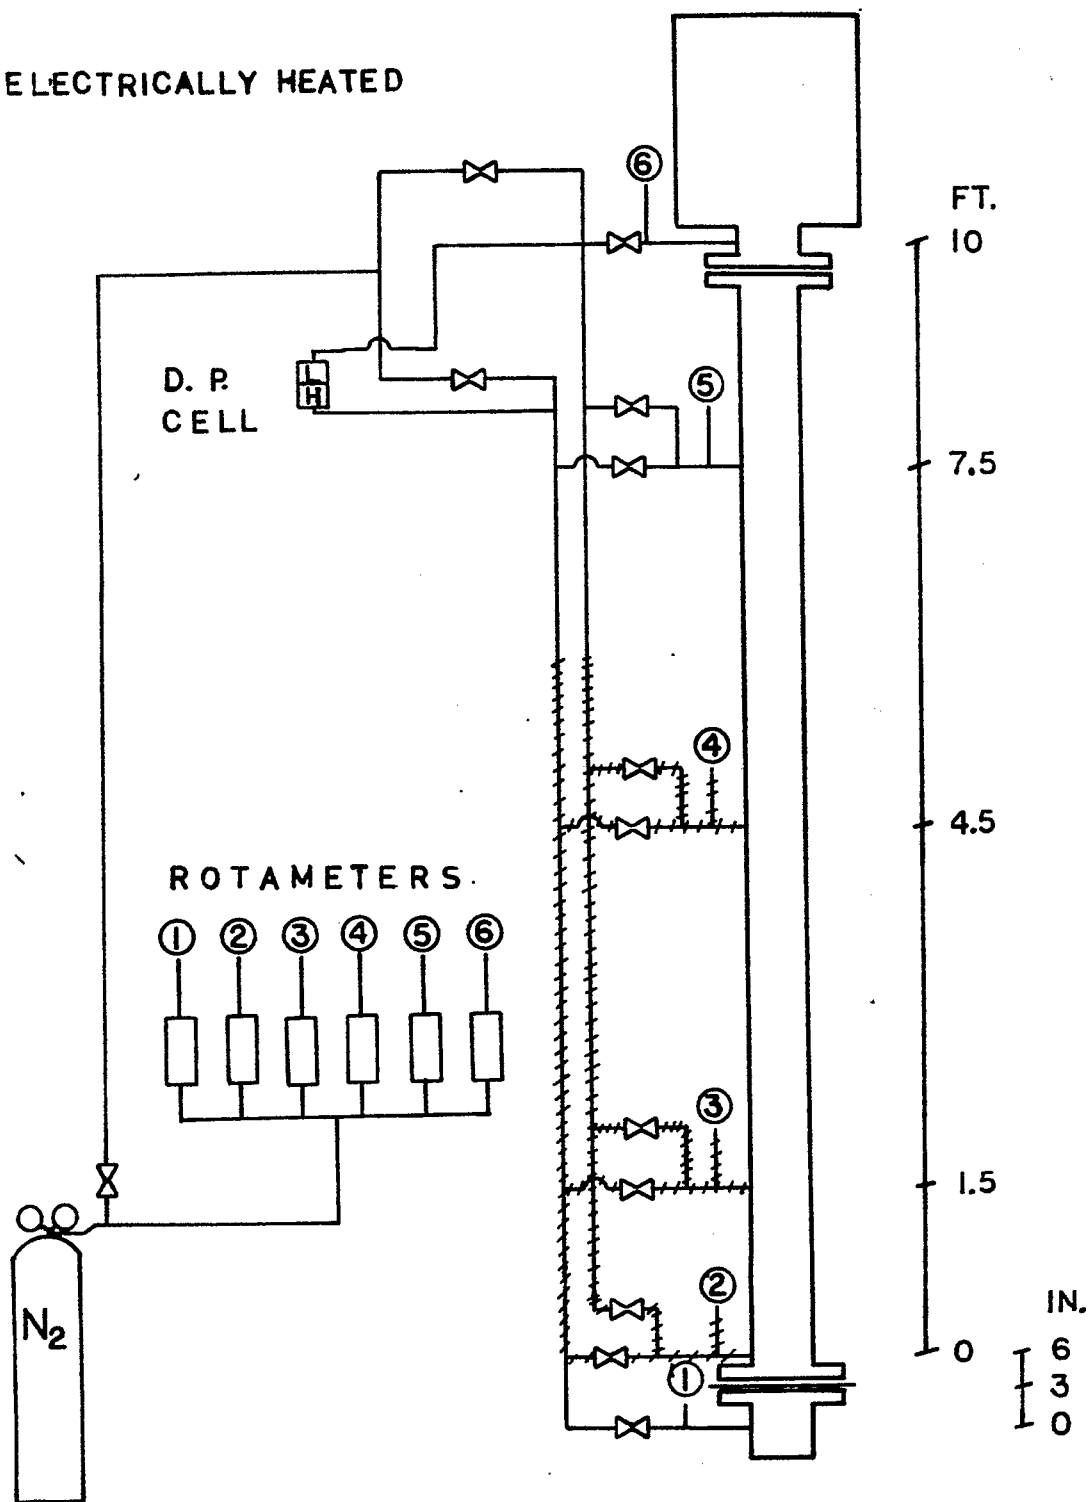 ELECTRICALLY HEATED
⑥
FT.
10
L
H
D. P.
CELL
⑤
7.5
④
4.5
ROTAMETERS
① ② ③ ④ ⑤ ⑥
③
1.5
②
N2
IN.
0
6
①
3
0